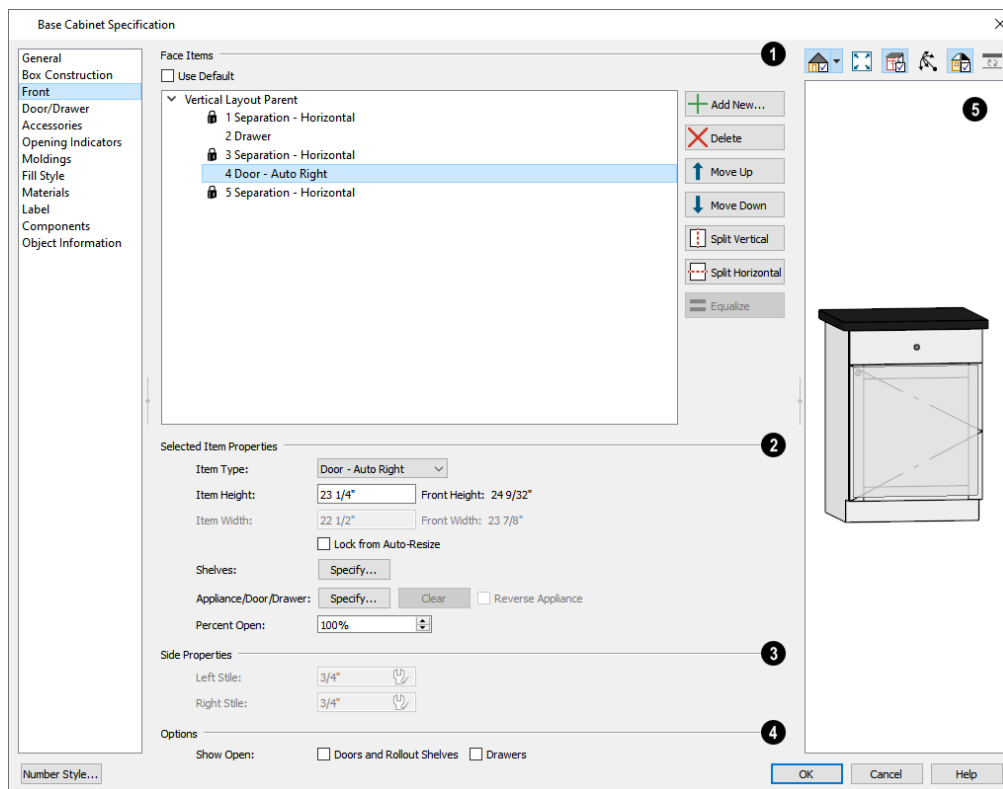 Base Cabinet Specification
General
Box Construction
Front
Door/Drawer
Accessories
Opening Indicators
Moldings
Fill Style
Materials
Label
Components
Object Information
Face Items
1
Use Default
Vertical Layout Parent
1 Separation - Horizontal
2 Drawer
3 Separation - Horizontal
4 Door - Auto Right
5 Separation - Horizontal
Add New...
Delete
Move Up
Move Down
Split Vertical
Split Horizontal
Equalize
5
Selected Item Properties
2
Item Type: Door - Auto Right
Item Height: 23 1/4" Front Height: 24 9/32"
Item Width: 22 1/2" Front Width: 23 7/8"
Lock from Auto-Resize
Shelves: Specify...
Appliance/Door/Drawer: Specify... Clear Reverse Appliance
Percent Open: 100%
Side Properties
3
Left Stile: 3/4"
Right Stile: 3/4"
Options
4
Show Open: Doors and Rollout Shelves Drawers
Number Style...
OK Cancel Help